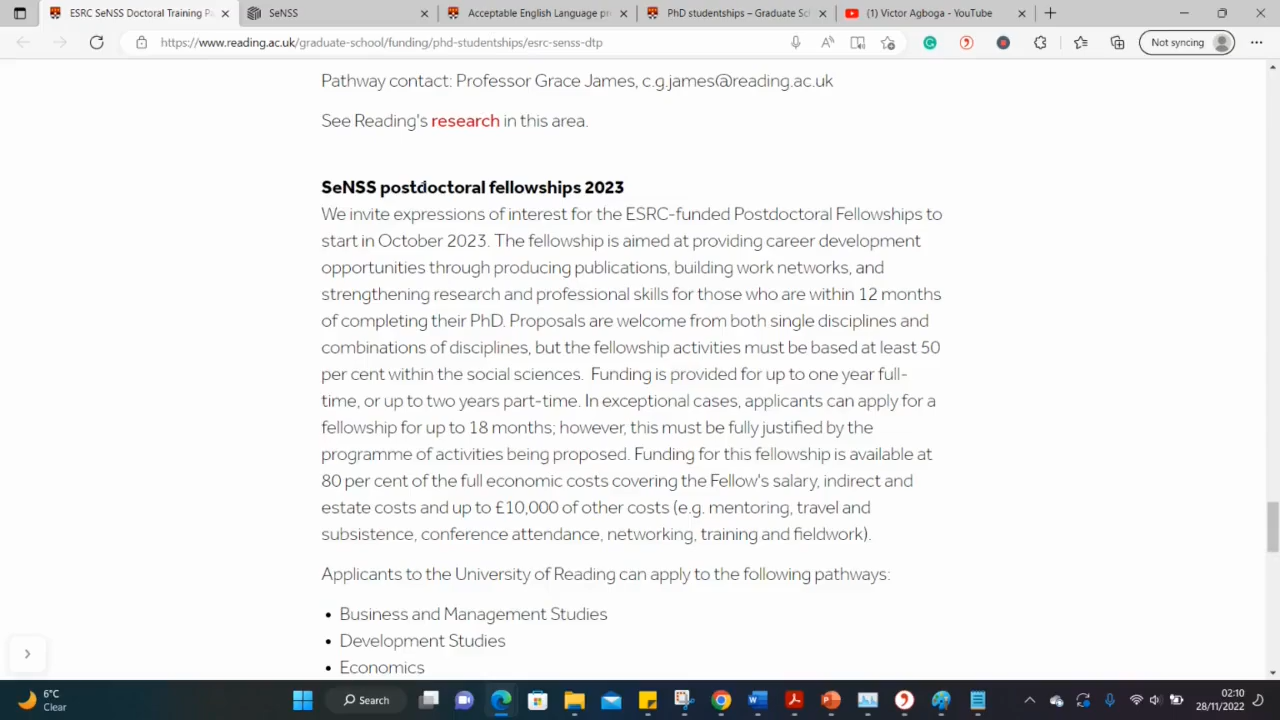 ESRC SeNSS Doctoral Training Pa
SeNSS
Acceptable English Language pr
PhD studentships – Graduate Sch
(1) Victor Agboga - YouTube
https://www.reading.ac.uk/graduate-school/funding/phd-studentships/esrc-senss-dtp
Not syncing
Pathway contact: Professor Grace James, c.g.james@reading.ac.uk
See Reading's research in this area.
SeNSS postdoctoral fellowships 2023
We invite expressions of interest for the ESRC-funded Postdoctoral Fellowships to
start in October 2023. The fellowship is aimed at providing career development
opportunities through producing publications, building work networks, and
strengthening research and professional skills for those who are within 12 months
of completing their PhD. Proposals are welcome from both single disciplines and
combinations of disciplines, but the fellowship activities must be based at least 50
per cent within the social sciences.  Funding is provided for up to one year full-
time, or up to two years part-time. In exceptional cases, applicants can apply for a
fellowship for up to 18 months; however, this must be fully justified by the
programme of activities being proposed. Funding for this fellowship is available at
80 per cent of the full economic costs covering the Fellow's salary, indirect and
estate costs and up to £10,000 of other costs (e.g. mentoring, travel and
subsistence, conference attendance, networking, training and fieldwork).
Applicants to the University of Reading can apply to the following pathways:
• Business and Management Studies
• Development Studies
• Economics
6°C
Clear
Search
02:10
28/11/2022